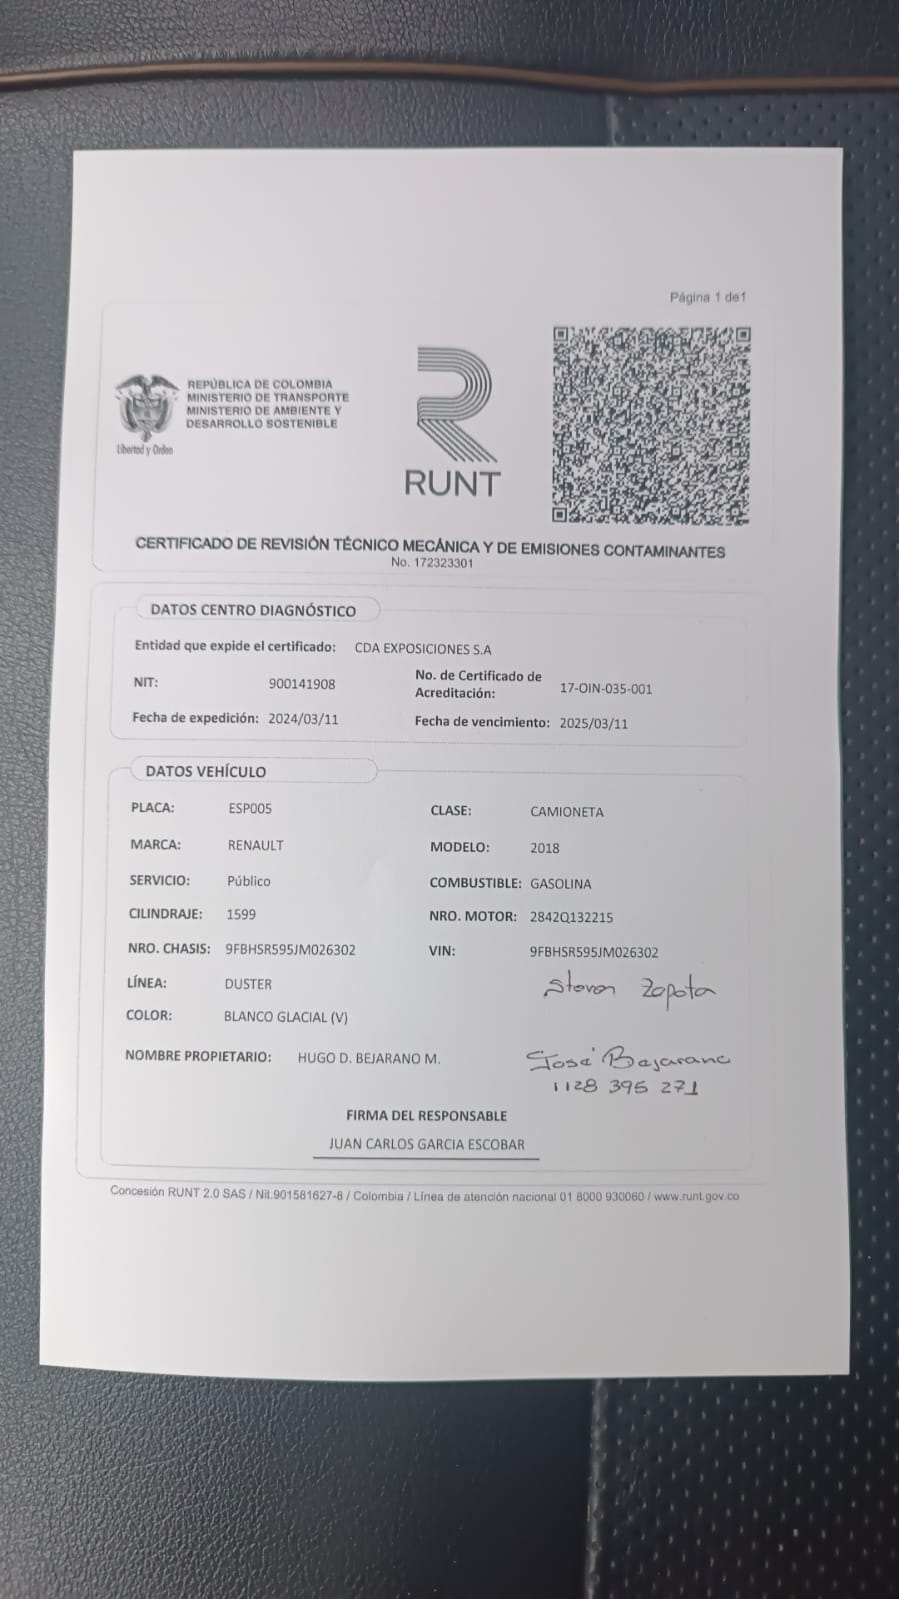 Página 1 de1
REPÚBLICA DE COLOMBIA
MINISTERIO DE TRANSPORTE
MINISTERIO DE AMBIENTE Y
DESARROLLO SOSTENIBLE
Libertad y Orden
RUNT
CERTIFICADO DE REVISIÓN TÉCNICO MECÁNICA Y DE EMISIONES CONTAMINANTES
No. 172323301
DATOS CENTRO DIAGNÓSTICO
Entidad que expide el certificado: CDA EXPOSICIONES S.A
NIT: 900141908 No. de Certificado de Acreditación: 17-OIN-035-001
Fecha de expedición: 2024/03/11 Fecha de vencimiento: 2025/03/11
DATOS VEHÍCULO
PLACA: ESP005 CLASE: CAMIONETA
MARCA: RENAULT MODELO: 2018
SERVICIO: Público COMBUSTIBLE: GASOLINA
CILINDRAJE: 1599 NRO. MOTOR: 2842Q132215
NRO. CHASIS: 9FBHSR595JM026302 VIN: 9FBHSR595JM026302
LÍNEA: DUSTER Stoven Zapata
COLOR: BLANCO GLACIAL (V)
NOMBRE PROPIETARIO: HUGO D. BEJARANO M. José Bejarano
1128 395 271
FIRMA DEL RESPONSABLE
JUAN CARLOS GARCIA ESCOBAR
Concesión RUNT 2.0 SAS / Nit.901581627-8 / Colombia / Línea de atención nacional 01 8000 930060 / www.runt.gov.co